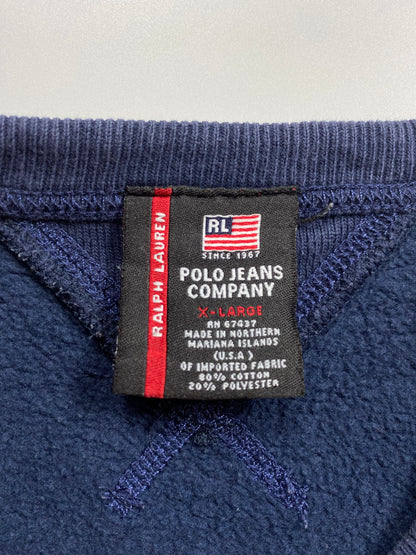 RALPH LAUREN
RL
SINCE 1967
POLO JEANS
COMPANY
X-LARGE
RN 67437
MADE IN NORTHERN
MARIANA ISLANDS
(U.S.A)
OF IMPORTED FABRIC
80% COTTON
20% POLYESTER